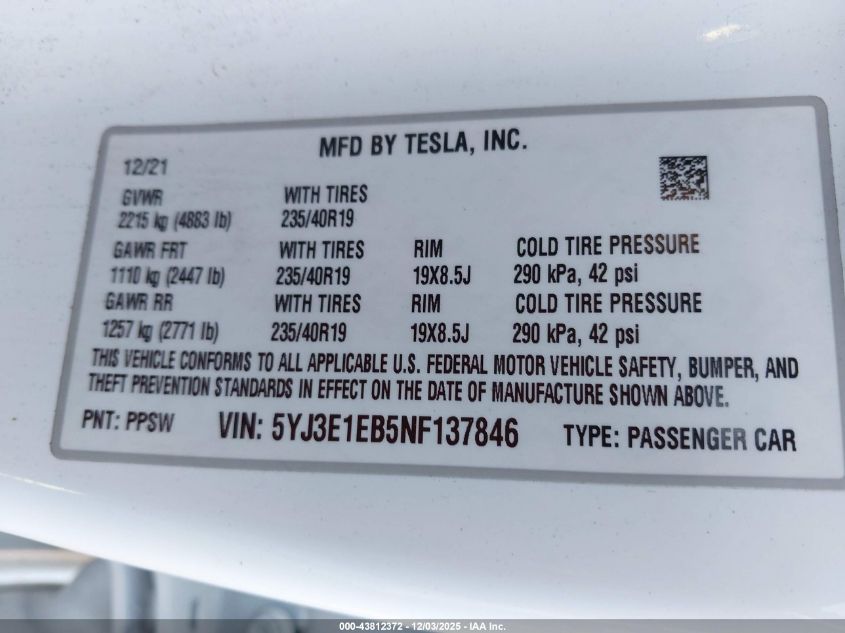 MFD BY TESLA, INC.
12/21
GVWR WITH TIRES
2215 kg (4883 lb) 235/40R19
GAWR FRT WITH TIRES RIM COLD TIRE PRESSURE
1110 kg (2447 lb) 235/40R19 19X8.5J 290 kPa, 42 psi
GAWR RR WITH TIRES RIM COLD TIRE PRESSURE
1257 kg (2771 lb) 235/40R19 19X8.5J 290 kPa, 42 psi
THIS VEHICLE CONFORMS TO ALL APPLICABLE U.S. FEDERAL MOTOR VEHICLE SAFETY, BUMPER, AND
THEFT PREVENTION STANDARDS IN EFFECT ON THE DATE OF MANUFACTURE SHOWN ABOVE.
PNT: PPSW VIN: 5YJ3E1EB5NF137846 TYPE: PASSENGER CAR
000-43812372 - 12/03/2025 - IAA Inc.